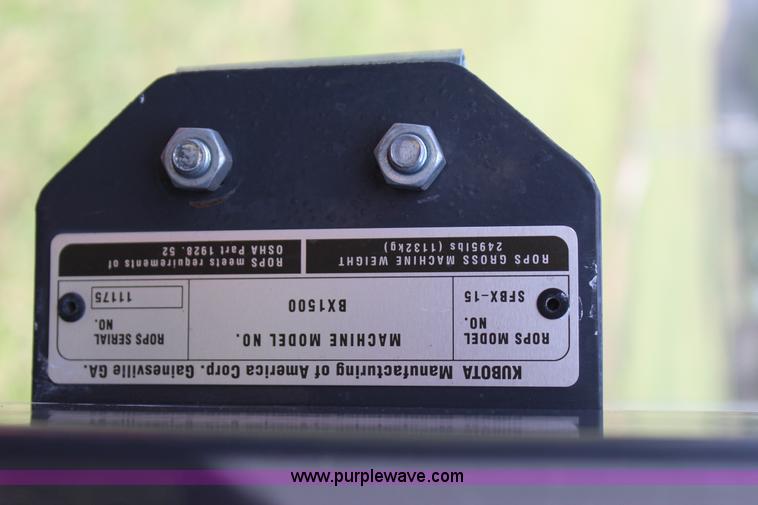 KUBOTA Manufacturing of America Corp. Gainesville GA.
ROPS MODEL NO.
SFBX-15
MACHINE MODEL NO.
BX1500
ROPS SERIAL NO.
11175
ROPS GROSS MACHINE WEIGHT
2495lbs (1132kg)
ROPS meets requirements of
OSHA Part 1928. 52
www.purplewave.com